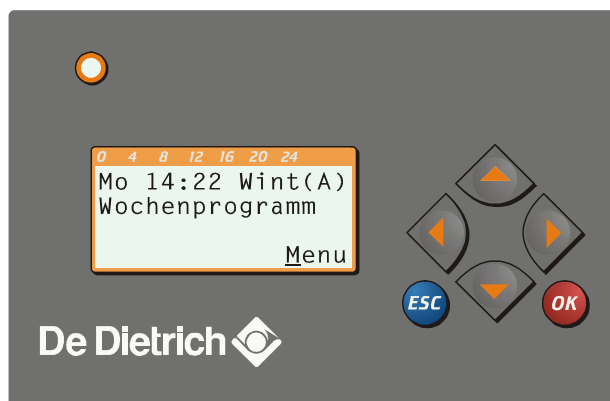 0 4 8 12 16 20 24
Mo 14:22 Wint(A)
Wochenprogramm
Menu
ESC
OK
De Dietrich